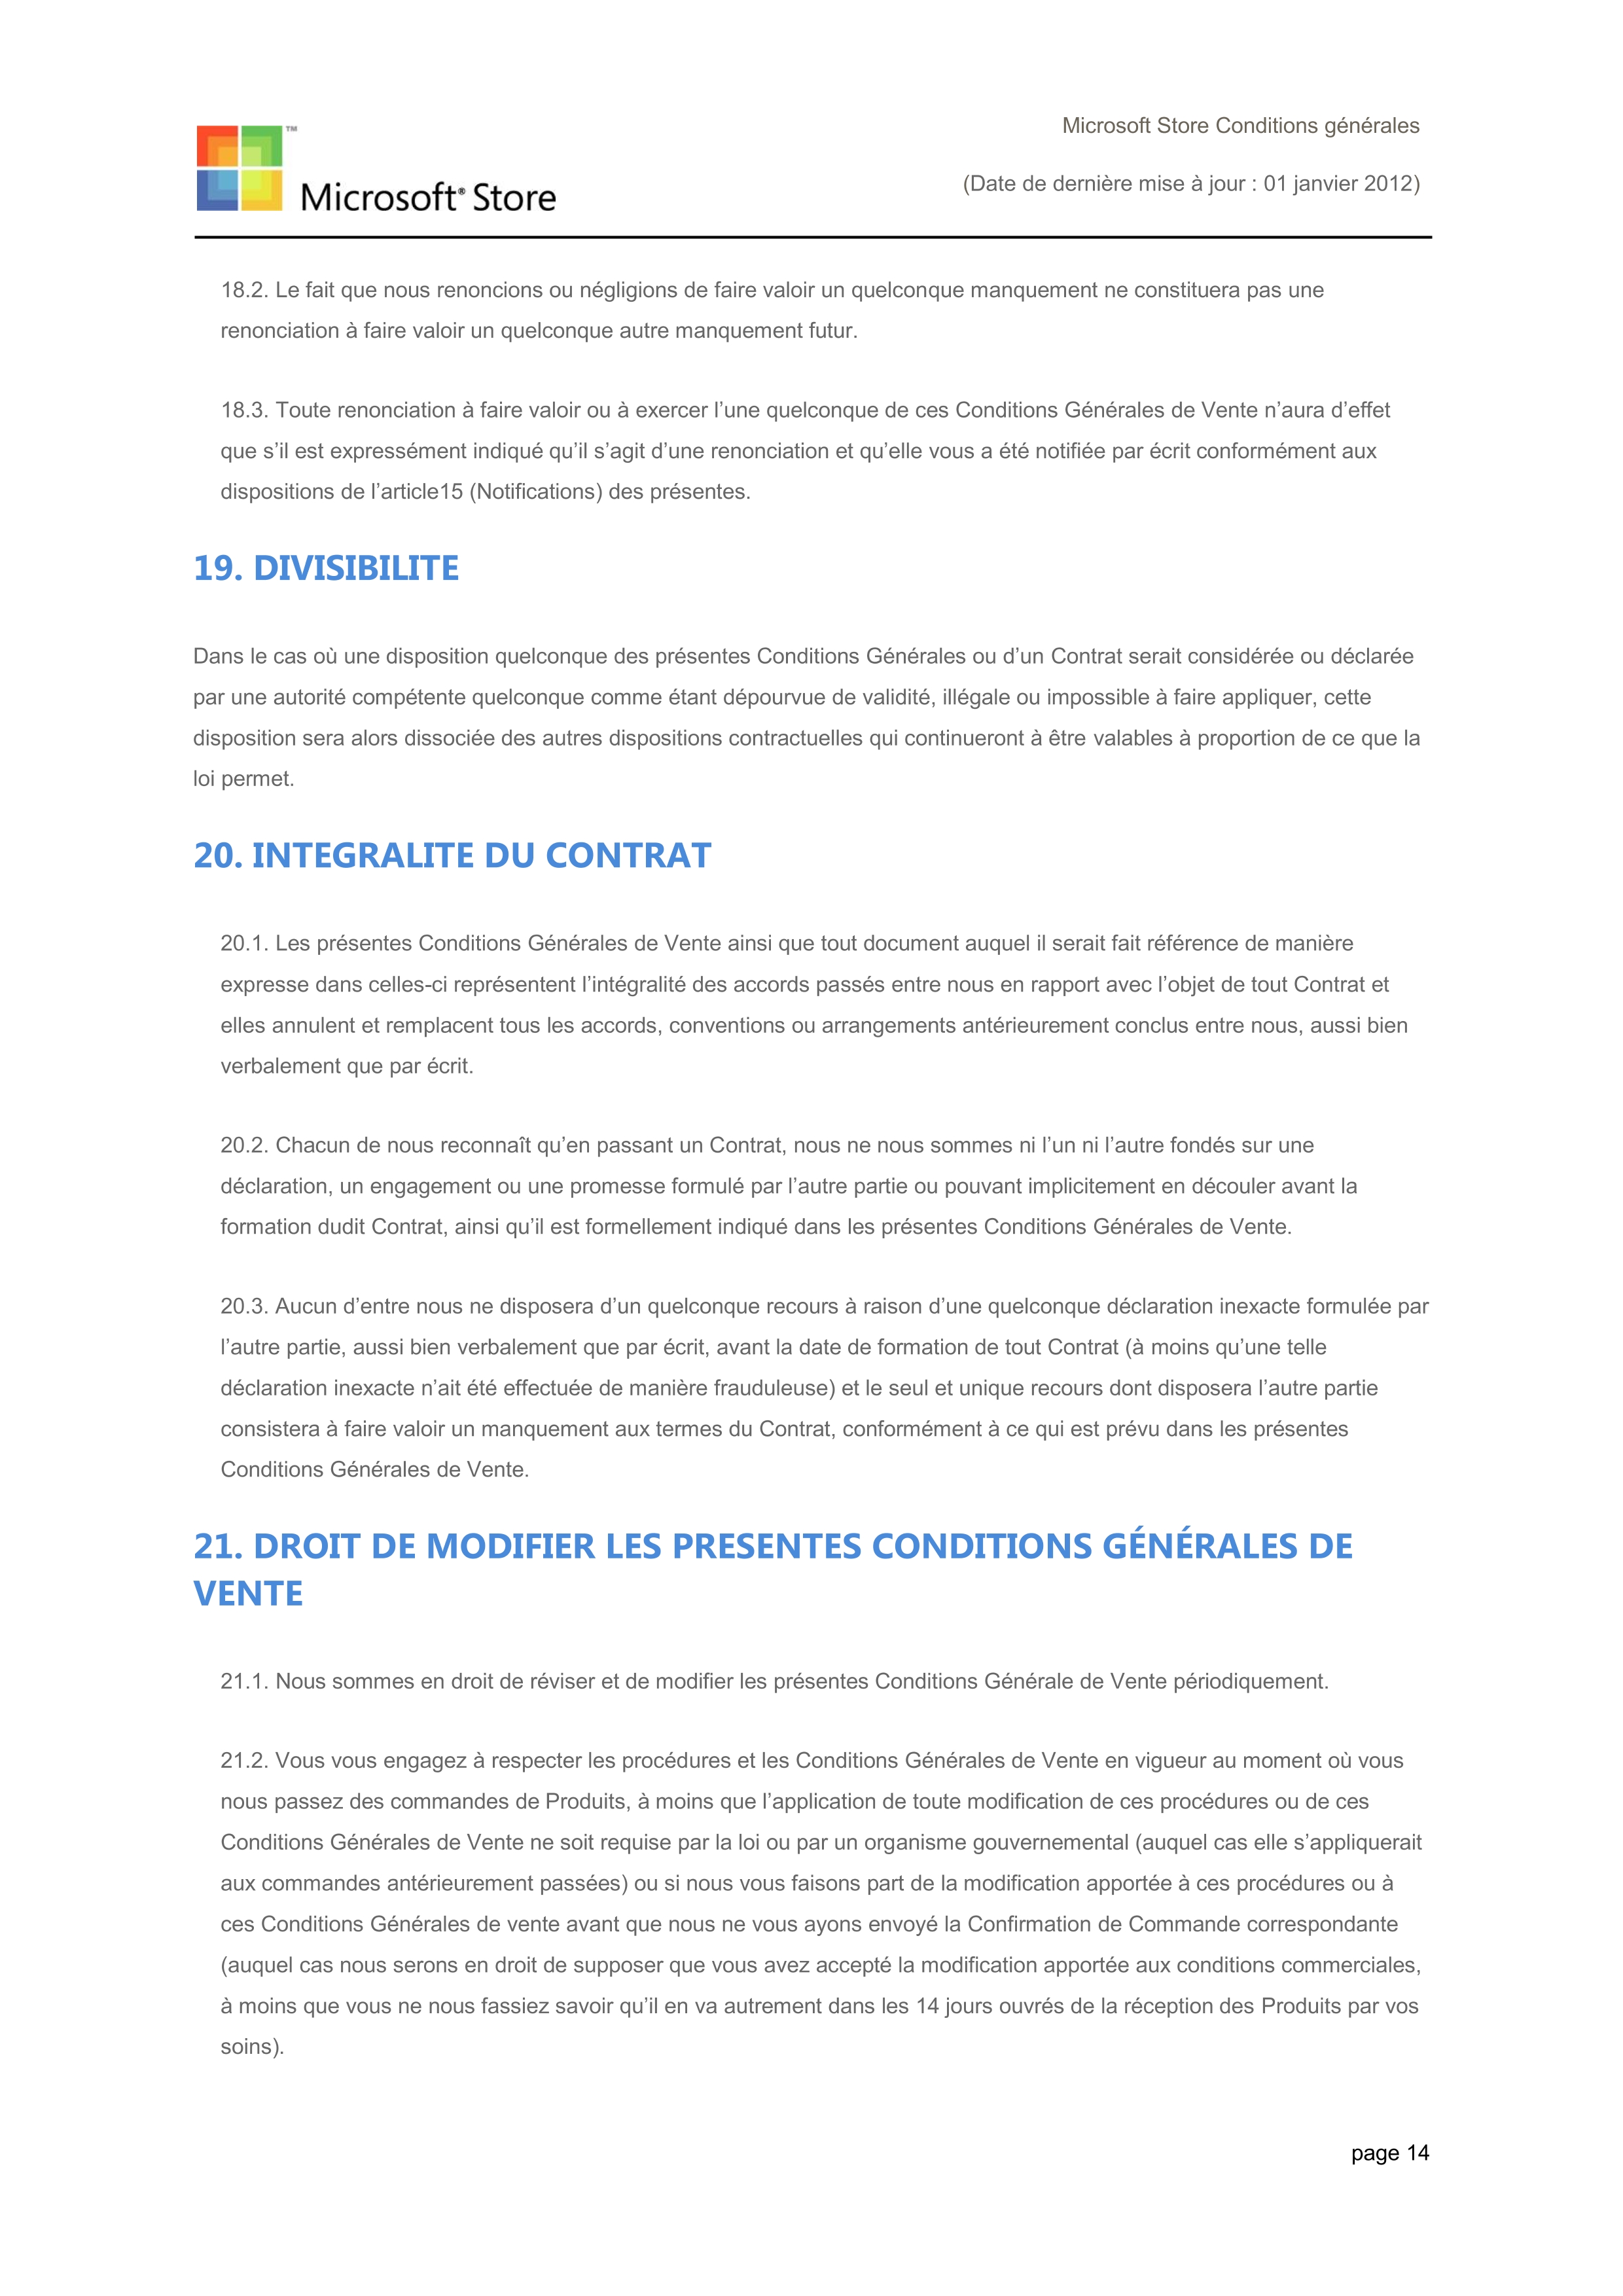 Microsoft Store Conditions générales
(Date de dernière mise à jour : 01 janvier 2012)
™
Microsoft® Store
18.2. Le fait que nous renoncions ou négligions de faire valoir un quelconque manquement ne constituera pas une
renonciation à faire valoir un quelconque autre manquement futur.
18.3. Toute renonciation à faire valoir ou à exercer l’une quelconque de ces Conditions Générales de Vente n’aura d’effet
que s’il est expressément indiqué qu’il s’agit d’une renonciation et qu’elle vous a été notifiée par écrit conformément aux
dispositions de l’article15 (Notifications) des présentes.
19. DIVISIBILITE
Dans le cas où une disposition quelconque des présentes Conditions Générales ou d’un Contrat serait considérée ou déclarée
par une autorité compétente quelconque comme étant dépourvue de validité, illégale ou impossible à faire appliquer, cette
disposition sera alors dissociée des autres dispositions contractuelles qui continueront à être valables à proportion de ce que la
loi permet.
20. INTEGRALITE DU CONTRAT
20.1. Les présentes Conditions Générales de Vente ainsi que tout document auquel il serait fait référence de manière
expresse dans celles-ci représentent l’intégralité des accords passés entre nous en rapport avec l’objet de tout Contrat et
elles annulent et remplacent tous les accords, conventions ou arrangements antérieurement conclus entre nous, aussi bien
verbalement que par écrit.
20.2. Chacun de nous reconnaît qu’en passant un Contrat, nous ne nous sommes ni l’un ni l’autre fondés sur une
déclaration, un engagement ou une promesse formulé par l’autre partie ou pouvant implicitement en découler avant la
formation dudit Contrat, ainsi qu’il est formellement indiqué dans les présentes Conditions Générales de Vente.
20.3. Aucun d’entre nous ne disposera d’un quelconque recours à raison d’une quelconque déclaration inexacte formulée par
l’autre partie, aussi bien verbalement que par écrit, avant la date de formation de tout Contrat (à moins qu’une telle
déclaration inexacte n’ait été effectuée de manière frauduleuse) et le seul et unique recours dont disposera l’autre partie
consistera à faire valoir un manquement aux termes du Contrat, conformément à ce qui est prévu dans les présentes
Conditions Générales de Vente.
21. DROIT DE MODIFIER LES PRESENTES CONDITIONS GÉNÉRALES DE
VENTE
21.1. Nous sommes en droit de réviser et de modifier les présentes Conditions Générale de Vente périodiquement.
21.2. Vous vous engagez à respecter les procédures et les Conditions Générales de Vente en vigueur au moment où vous
nous passez des commandes de Produits, à moins que l’application de toute modification de ces procédures ou de ces
Conditions Générales de Vente ne soit requise par la loi ou par un organisme gouvernemental (auquel cas elle s’appliquerait
aux commandes antérieurement passées) ou si nous vous faisons part de la modification apportée à ces procédures ou à
ces Conditions Générales de vente avant que nous ne vous ayons envoyé la Confirmation de Commande correspondante
(auquel cas nous serons en droit de supposer que vous avez accepté la modification apportée aux conditions commerciales,
à moins que vous ne nous fassiez savoir qu’il en va autrement dans les 14 jours ouvrés de la réception des Produits par vos
soins).
page 14